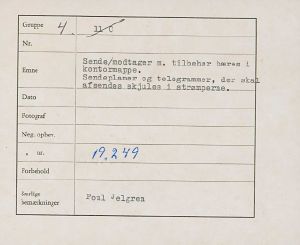 Gruppe 4. 11 C
Nr.
Emne Sende/modtager m. tilbehør bæres i
kontormappe.
Sendeplaner og telegrammer, der skal
afsendes skjules i strømperne.
Dato
Fotograf
Neg. opbev.
„ nr. 19.249
Forbehold
Særlige
bemærkninger Poul Jelgren